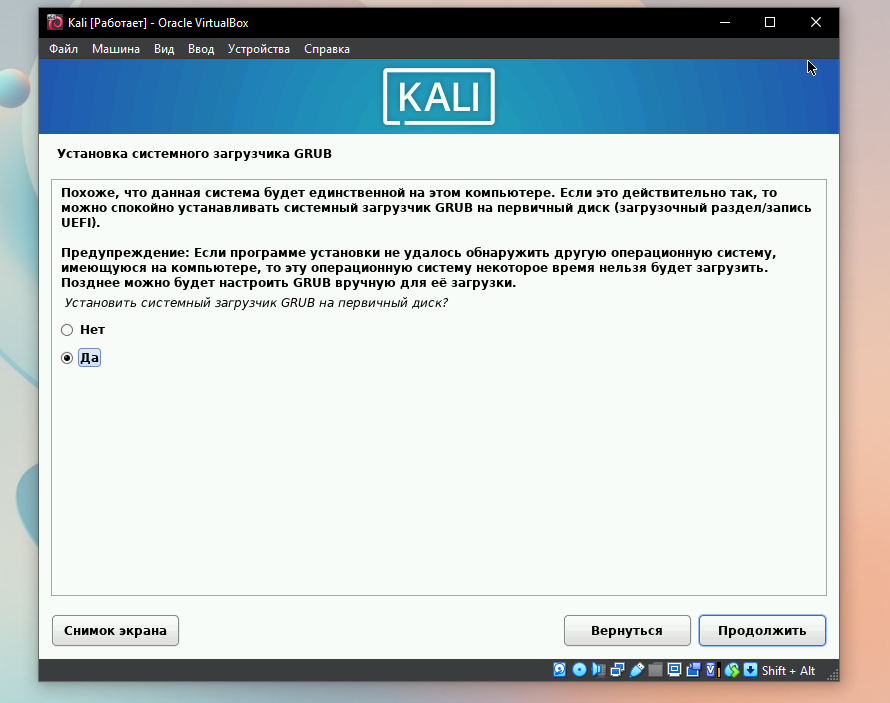 Kali [Работает] - Oracle VirtualBox
Файл Машина Вид Ввод Устройства Справка
KALI
Установка системного загрузчика GRUB
Похоже, что данная система будет единственной на этом компьютере. Если это действительно так, то
можно спокойно устанавливать системный загрузчик GRUB на первичный диск (загрузочный раздел/запись
UEFI).
Предупреждение: Если программе установки не удалось обнаружить другую операционную систему,
имеющуюся на компьютере, то эту операционную систему некоторое время нельзя будет загрузить.
Позднее можно будет настроить GRUB вручную для её загрузки.
Установить системный загрузчик GRUB на первичный диск?
Нет
Да
Снимок экрана Вернуться Продолжить
Shift + Alt